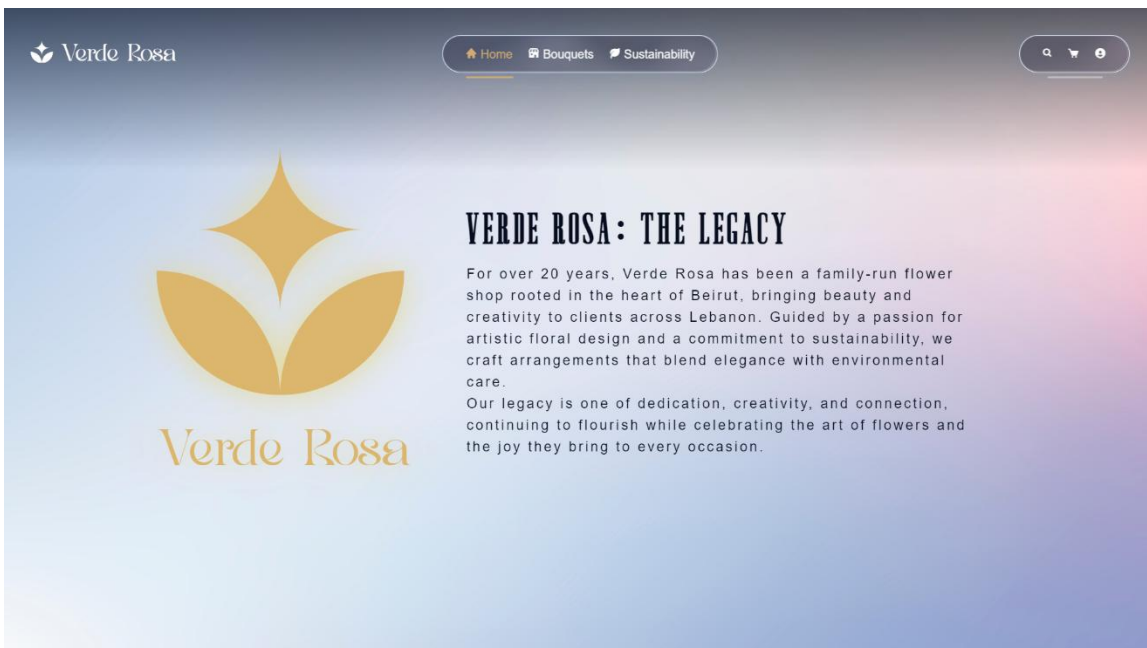 Verde Rosa
Home Bouquets Sustainability
VERDE ROSA: THE LEGACY
For over 20 years, Verde Rosa has been a family-run flower
shop rooted in the heart of Beirut, bringing beauty and
creativity to clients across Lebanon. Guided by a passion for
artistic floral design and a commitment to sustainability, we
craft arrangements that blend elegance with environmental
care.
Our legacy is one of dedication, creativity, and connection,
continuing to flourish while celebrating the art of flowers and
the joy they bring to every occasion.
Verde Rosa